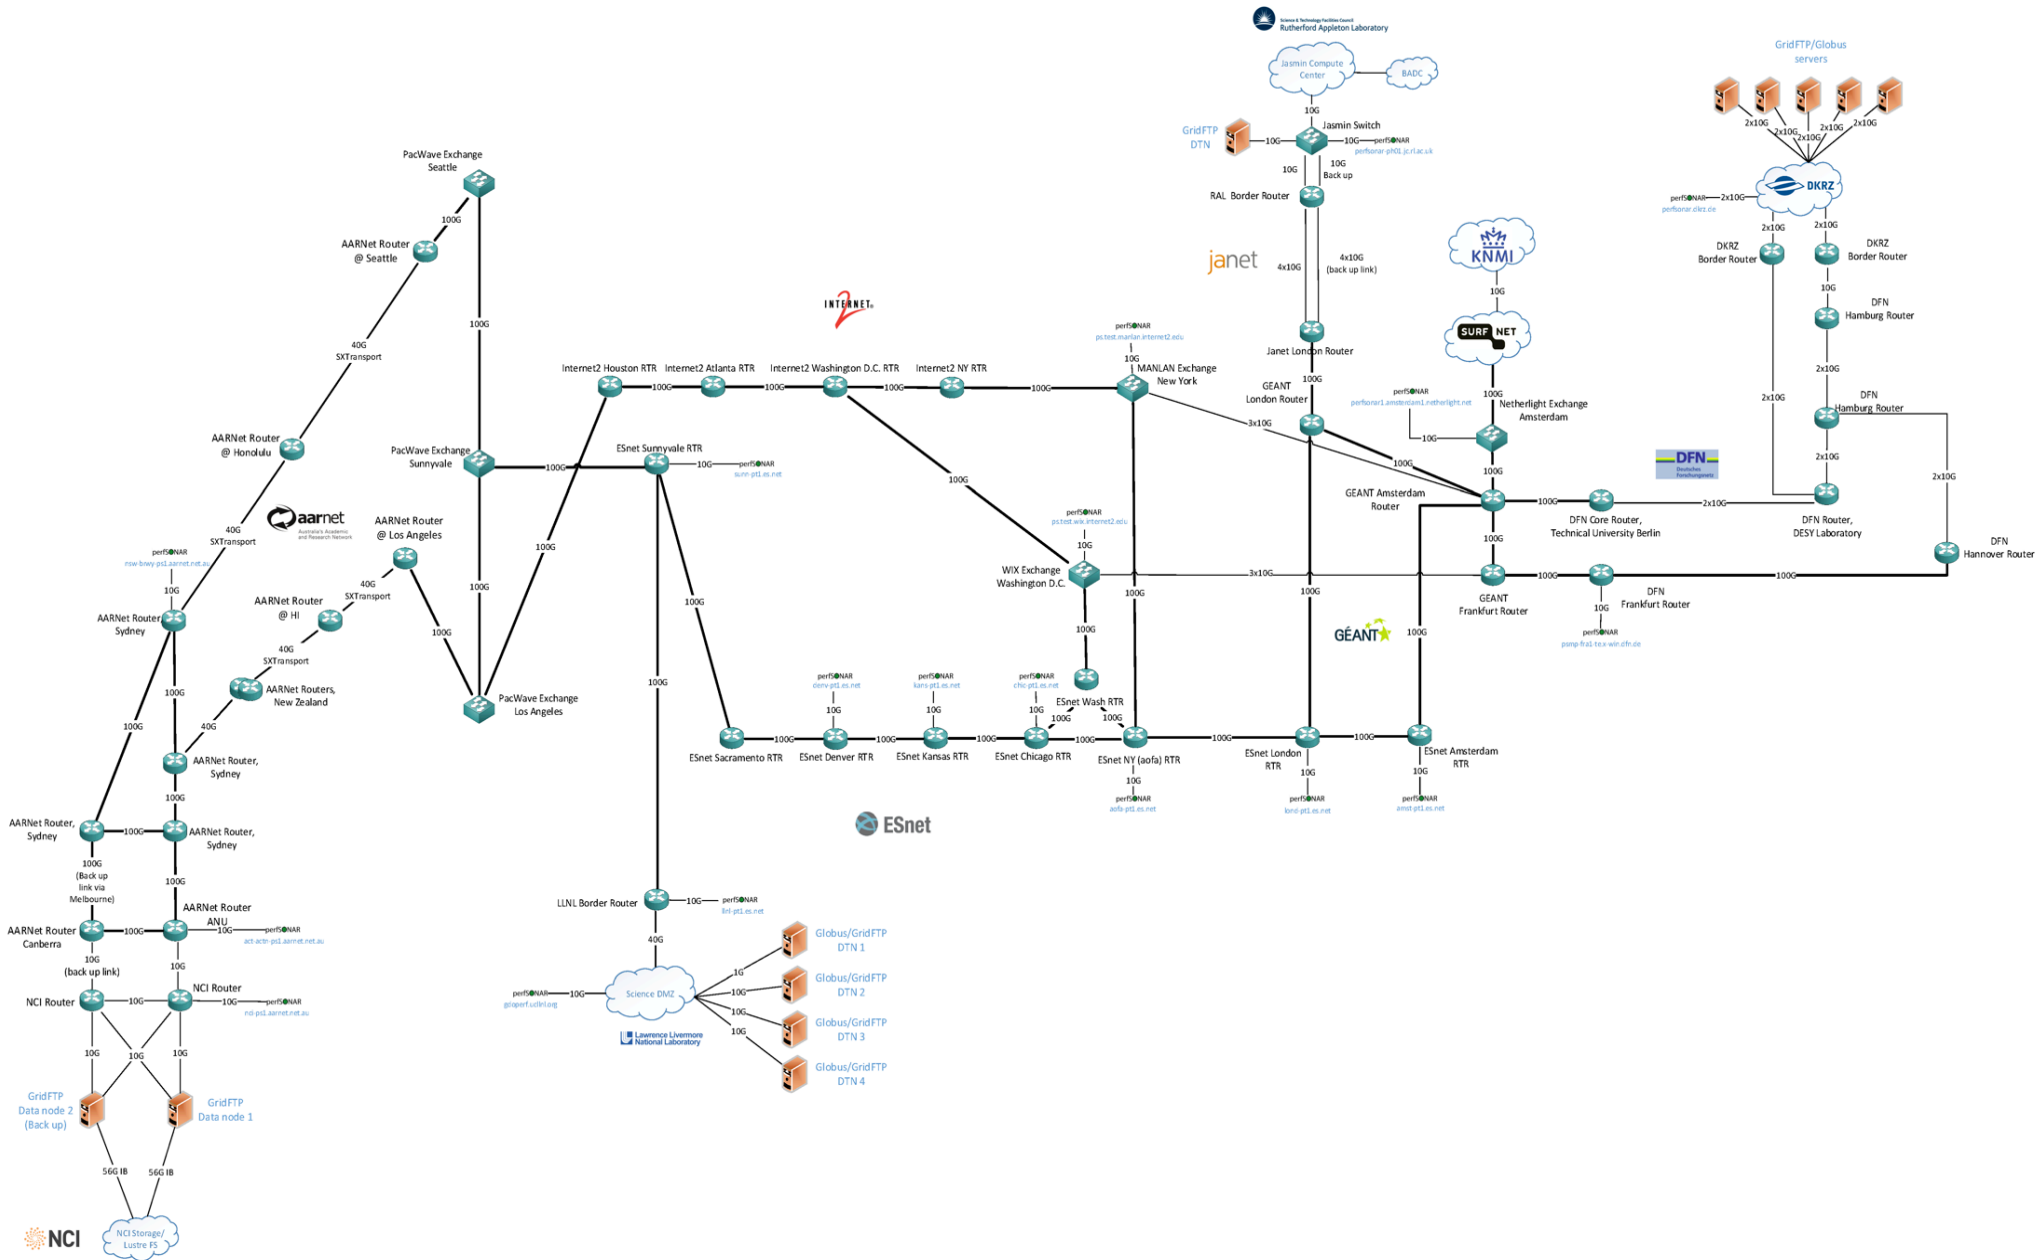 Science & Technology Facilities Council
Rutherford Appleton Laboratory
Jasmin Compute
Center
BADC
10G
GridFTP
DTN
10G
Jasmin Switch
10G
perfSONAR
perfsonar-ph01.jc.rl.ac.uk
10G
10G
Back up
RAL Border Router
janet
4x10G
4x10G
(back up link)
Janet London Router
100G
GEANT
London Router
GridFTP/Globus
servers
2x10G
2x10G
2x10G
2x10G
2x10G
DKRZ
perfSONAR
2x10G
perfsonar.dkrz.de
2x10G
2x10G
DKRZ
Border Router
DKRZ
Border Router
10G
DFN
Hamburg Router
2x10G
2x10G
DFN
Hamburg Router
2x10G
2x10G
KNMI
10G
SURF NET
100G
perfSONAR
perfsonar1.amsterdam1.netherlight.net
10G
Netherlight Exchange
Amsterdam
100G
DFN
Deutsches
Forschungsnetz
GEANT Amsterdam
Router
100G
DFN Core Router,
Technical University Berlin
2x10G
DFN Router,
DESY Laboratory
DFN
Hannover Router
100G
100G
GEANT
Frankfurt Router
100G
DFN
Frankfurt Router
100G
10G
perfSONAR
psmp-fra1-te.x-win.dfn.de
GÉANT
PacWave Exchange
Seattle
100G
AARNet Router
@ Seattle
40G
SXTransport
100G
AARNet Router
@ Honolulu
40G
SXTransport
aarnet
Australia's Academic
and Research Network
AARNet Router
@ Los Angeles
PacWave Exchange
Sunnyvale
100G
ESnet Sunnyvale RTR
10G
perfSONAR
sunn-pt1.es.net
INTERNET
2
Internet2 Houston RTR
100G
Internet2 Atlanta RTR
100G
Internet2 Washington D.C. RTR
100G
Internet2 NY RTR
100G
perfSONAR
ps.test.manlan.internet2.edu
10G
MANLAN Exchange
New York
3x10G
100G
100G
perfSONAR
ps.test.wix.internet2.edu
10G
WIX Exchange
Washington D.C.
3x10G
100G
100G
100G
100G
100G
100G
100G
perfSONAR
nsw-brwy-ps1.aarnet.net.au
10G
AARNet Router,
Sydney
AARNet Router
@ HI
40G
SXTransport
40G
SXTransport
AARNet Routers,
New Zealand
40G
100G
100G
AARNet Router,
Sydney
100G
AARNet Router,
Sydney
100G
AARNet Router,
Sydney
100G
(Back up
link via
Melbourne)
100G
AARNet Router
ANU
AARNet Router
Canberra
100G
10G
perfSONAR
act-actn-ps1.aarnet.net.au
10G
(back up link)
10G
NCI Router
10G
NCI Router
10G
perfSONAR
nci-ps1.aarnet.net.au
10G
10G
10G
GridFTP
Data node 2
(Back up)
GridFTP
Data node 1
56G IB
56G IB
NCI Storage/
Lustre FS
NCI
PacWave Exchange
Los Angeles
100G
ESnet Wash RTR
100G
100G
ESnet Sacramento RTR
100G
perfSONAR
denv-pt1.es.net
10G
ESnet Denver RTR
100G
perfSONAR
kans-pt1.es.net
10G
ESnet Kansas RTR
100G
perfSONAR
chic-pt1.es.net
10G
ESnet Chicago RTR
100G
ESnet NY (aofa) RTR
10G
perfSONAR
aofa-pt1.es.net
100G
ESnet London
RTR
10G
perfSONAR
lond-pt1.es.net
100G
ESnet Amsterdam
RTR
10G
perfSONAR
amst-pt1.es.net
ESnet
LLNL Border Router
10G
perfSONAR
llnl-pt1.es.net
40G
Science DMZ
perfSONAR
10G
Lawrence Livermore
National Laboratory
1G
10G
10G
10G
Globus/GridFTP
DTN 1
Globus/GridFTP
DTN 2
Globus/GridFTP
DTN 3
Globus/GridFTP
DTN 4